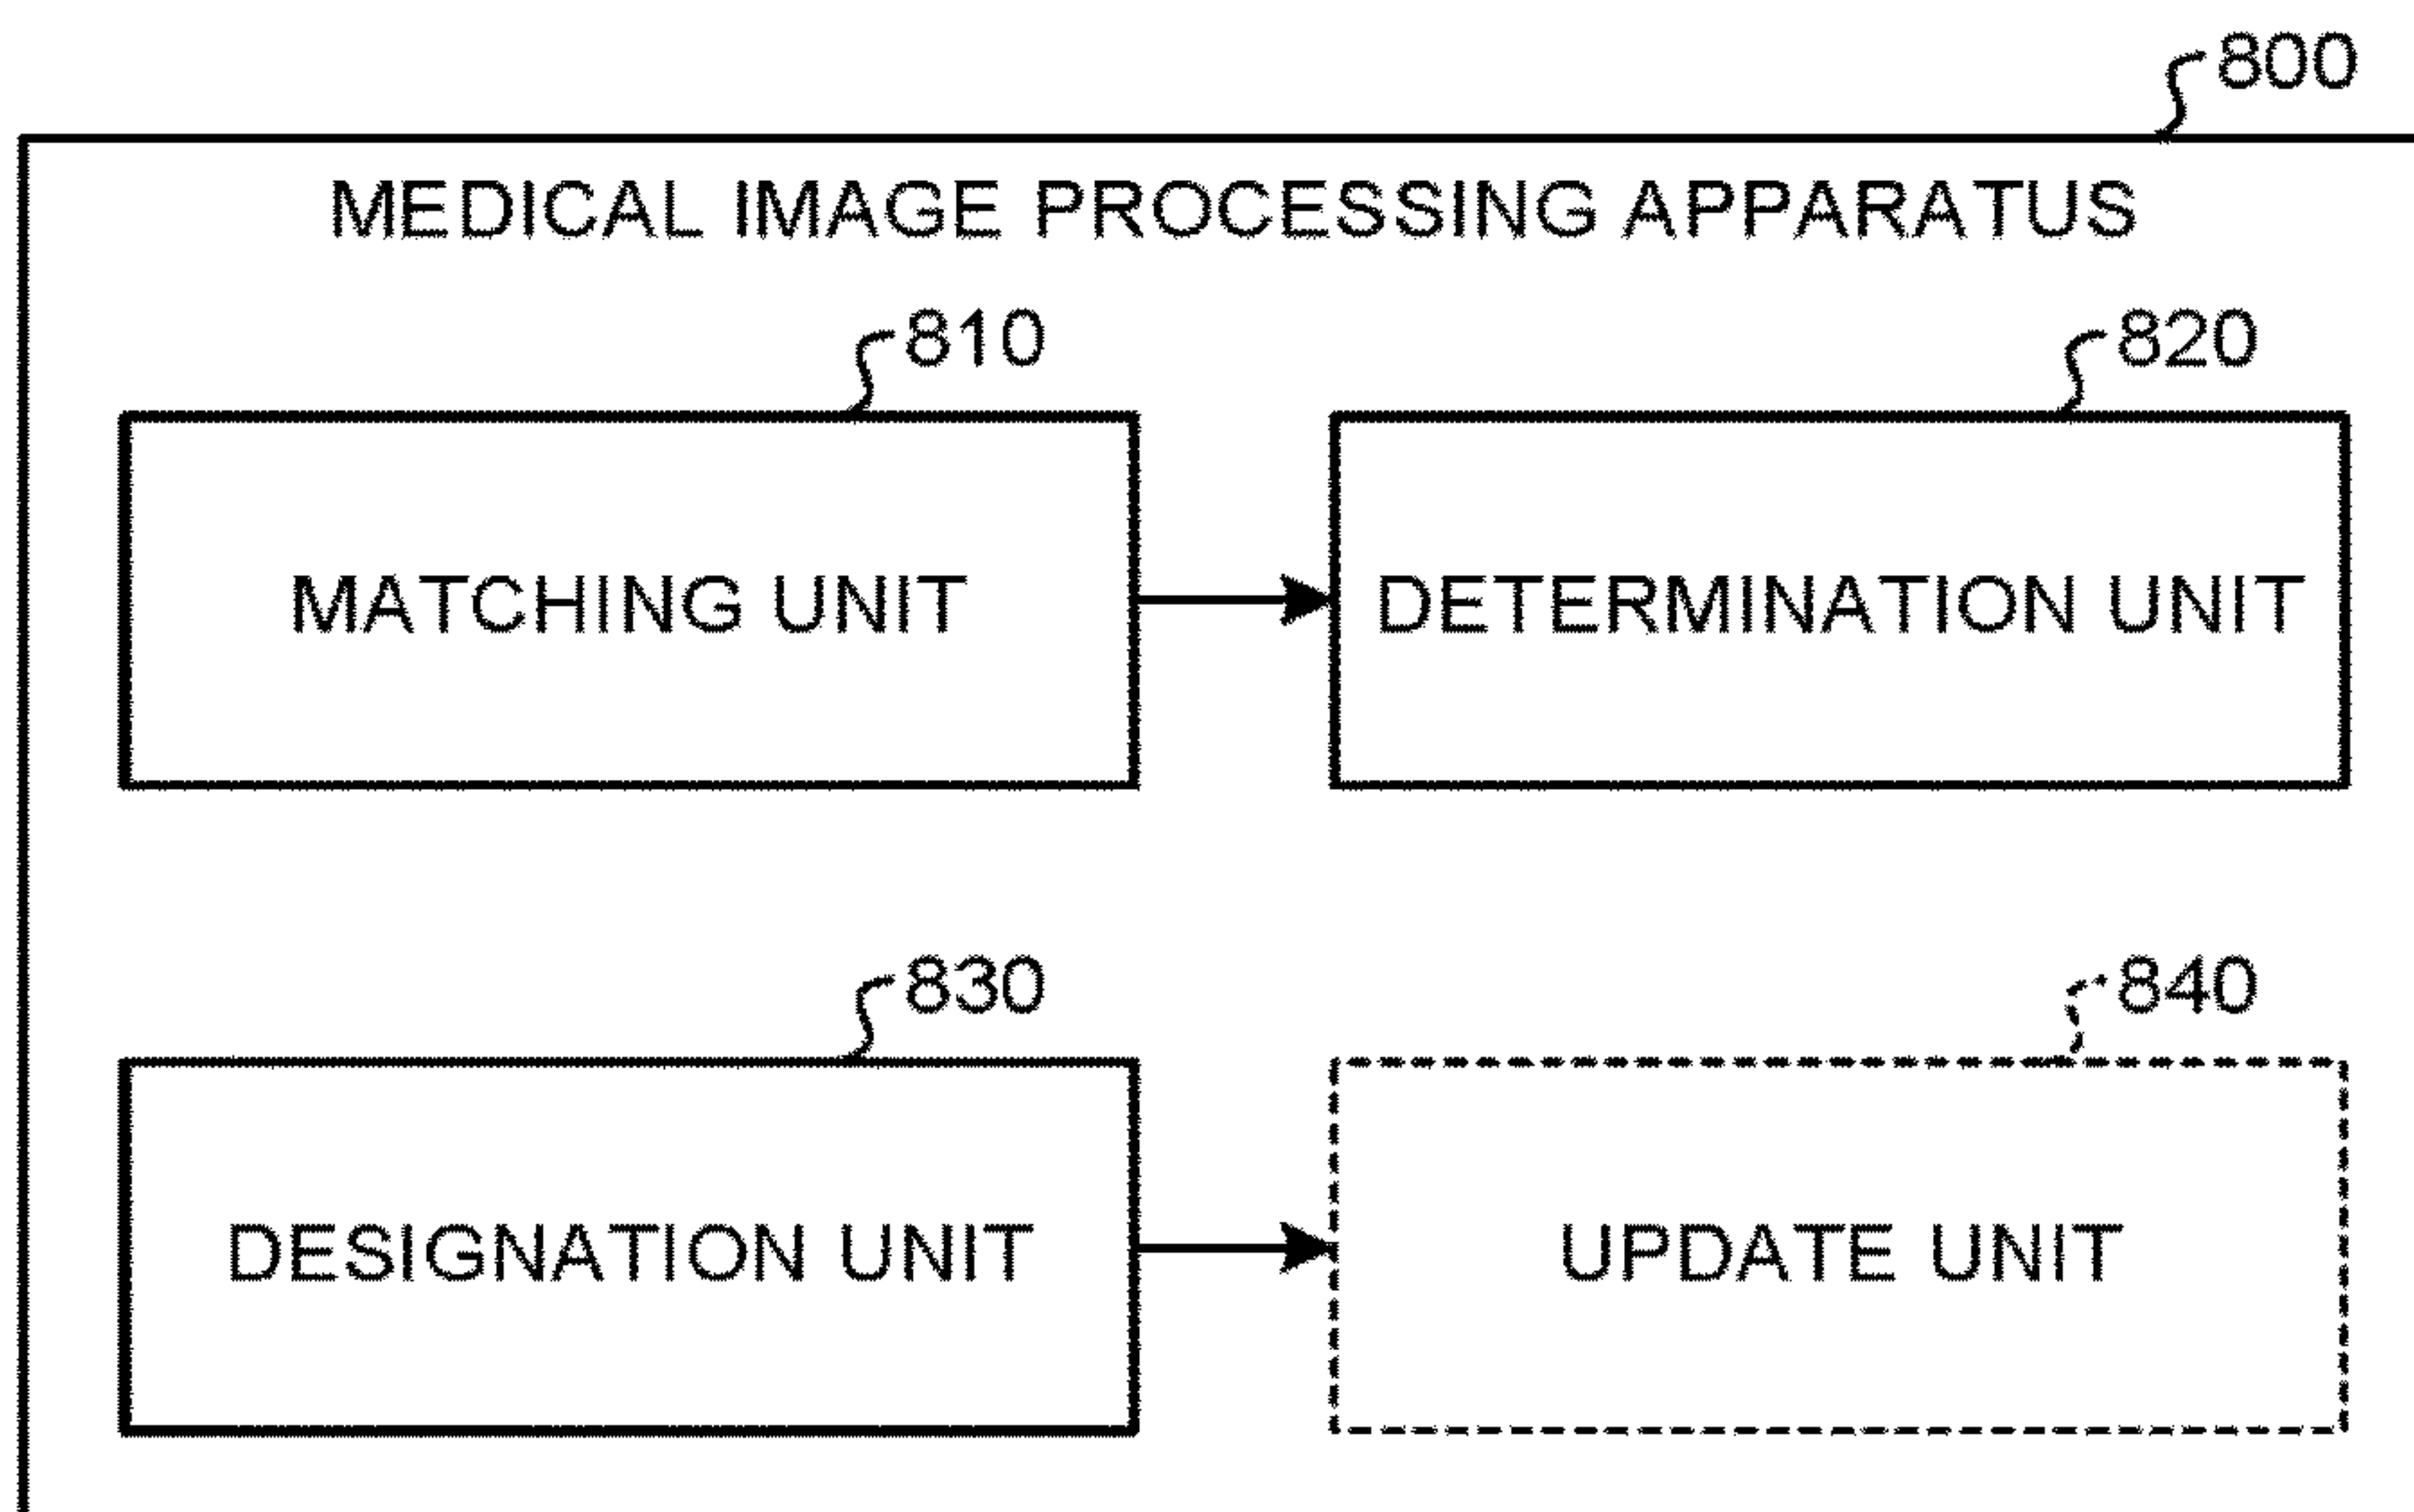 800
MEDICAL IMAGE PROCESSING APPARATUS
810
820
MATCHING UNIT
DETERMINATION UNIT
830
840
DESIGNATION UNIT
UPDATE UNIT